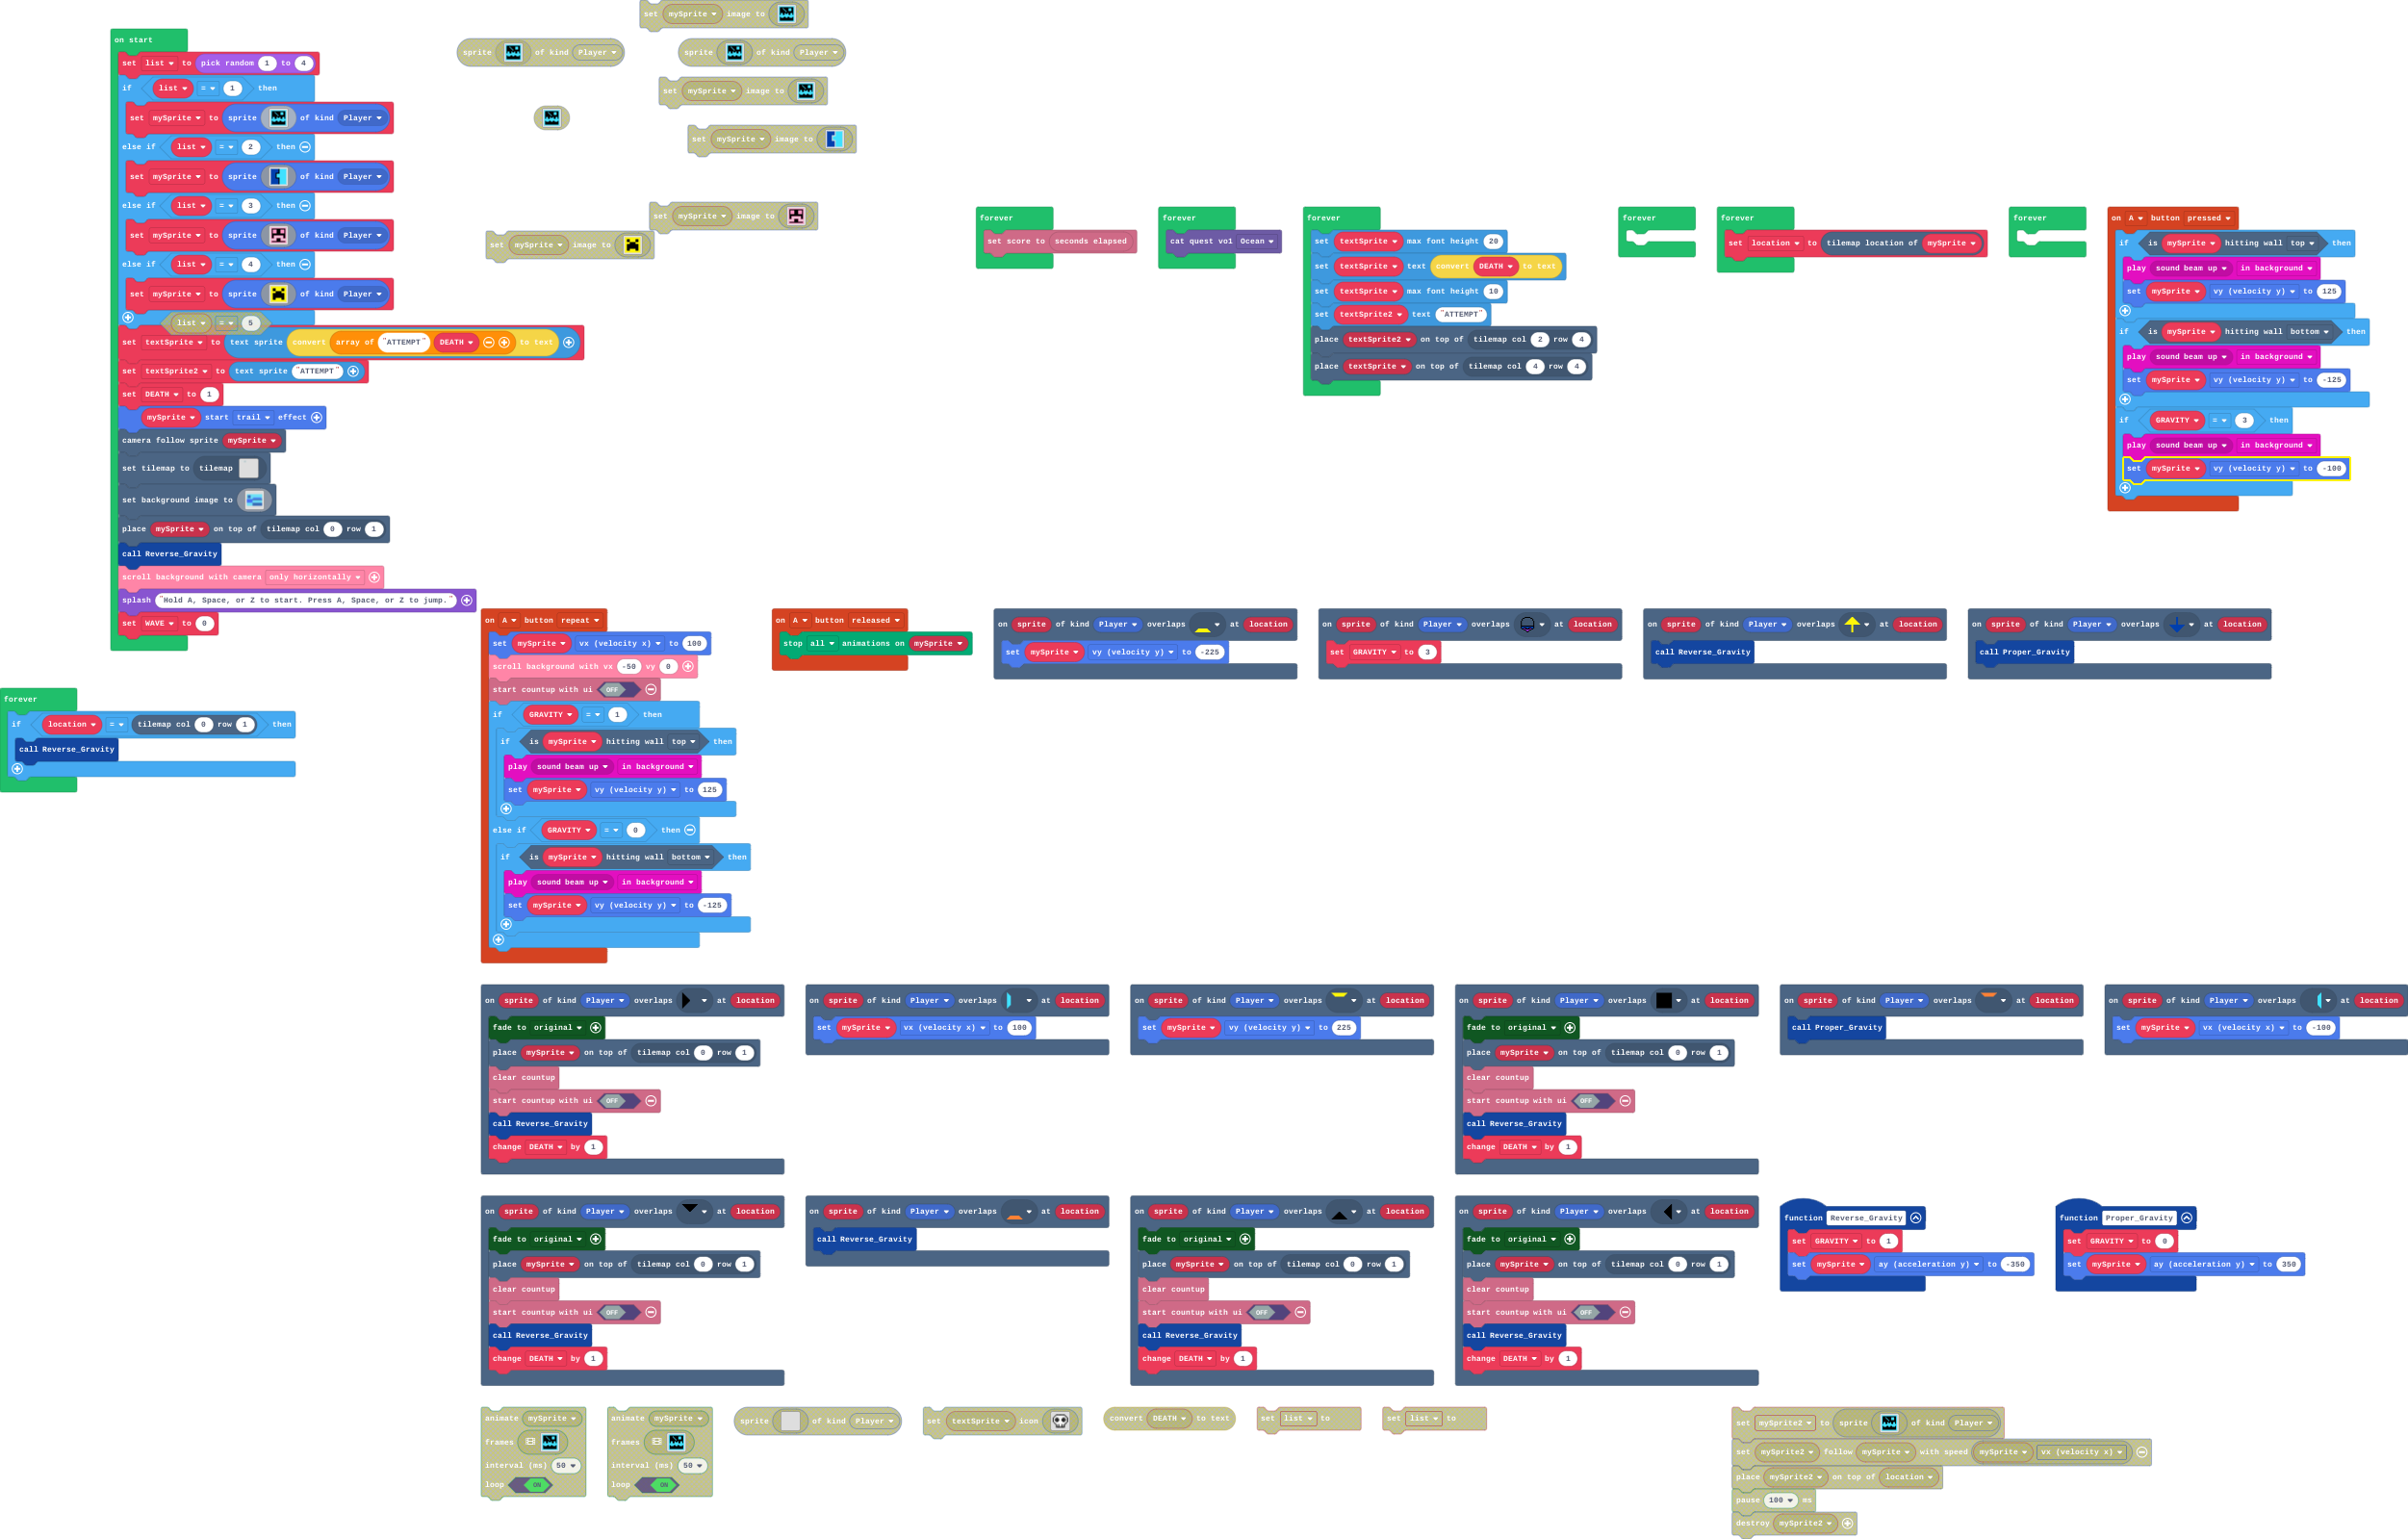 set mySprite image to
on start
sprite of kind Player
sprite of kind Player
set list to pick random 1 to 4
if list = 1 then
set mySprite image to
set mySprite to sprite of kind Player
set mySprite image to
else if list = 2 then
set mySprite to sprite of kind Player
else if list = 3 then
set mySprite image to
set mySprite to sprite of kind Player
set mySprite image to
else if list = 4 then
set mySprite to sprite of kind Player
list = 5
set textSprite to text sprite convert array of "ATTEMPT" DEATH to text
set textSprite2 to text sprite "ATTEMPT"
set DEATH to 1
mySprite start trail effect
camera follow sprite mySprite
set tilemap to tilemap
set background image to
place mySprite on top of tilemap col 0 row 1
call Reverse_Gravity
scroll background with camera only horizontally
splash "Hold A, Space, or Z to start. Press A, Space, or Z to jump."
set WAVE to 0
forever
set score to seconds elapsed
forever
cat quest vol Ocean
forever
set textSprite max font height 20
set textSprite text convert DEATH to text
set textSprite max font height 10
set textSprite2 text "ATTEMPT"
place textSprite2 on top of tilemap col 2 row 4
place textSprite on top of tilemap col 4 row 4
forever
forever
set location to tilemap location of mySprite
forever
on A button pressed
if is mySprite hitting wall top then
play sound beam up in background
set mySprite vy (velocity y) to 125
if is mySprite hitting wall bottom then
play sound beam up in background
set mySprite vy (velocity y) to -125
if GRAVITY = 3 then
play sound beam up in background
set mySprite vy (velocity y) to -100
forever
if location = tilemap col 0 row 1 then
call Reverse_Gravity
on A button repeat
set mySprite vx (velocity x) to 100
scroll background with vx -50 vy 0
start countup with ui OFF
if GRAVITY = 1 then
if is mySprite hitting wall top then
play sound beam up in background
set mySprite vy (velocity y) to 125
else if GRAVITY = 0 then
if is mySprite hitting wall bottom then
play sound beam up in background
set mySprite vy (velocity y) to -125
on A button released
stop all animations on mySprite
on sprite of kind Player overlaps at location
set mySprite vy (velocity y) to -225
on sprite of kind Player overlaps at location
set GRAVITY to 3
on sprite of kind Player overlaps at location
call Reverse_Gravity
on sprite of kind Player overlaps at location
call Proper_Gravity
on sprite of kind Player overlaps at location
fade to original
place mySprite on top of tilemap col 0 row 1
clear countup
start countup with ui OFF
call Reverse_Gravity
change DEATH by 1
on sprite of kind Player overlaps at location
set mySprite vx (velocity x) to 100
on sprite of kind Player overlaps at location
set mySprite vy (velocity y) to 225
on sprite of kind Player overlaps at location
fade to original
place mySprite on top of tilemap col 0 row 1
clear countup
start countup with ui OFF
call Reverse_Gravity
change DEATH by 1
on sprite of kind Player overlaps at location
call Proper_Gravity
on sprite of kind Player overlaps at location
set mySprite vx (velocity x) to -100
on sprite of kind Player overlaps at location
fade to original
place mySprite on top of tilemap col 0 row 1
clear countup
start countup with ui OFF
call Reverse_Gravity
change DEATH by 1
on sprite of kind Player overlaps at location
call Reverse_Gravity
on sprite of kind Player overlaps at location
fade to original
place mySprite on top of tilemap col 0 row 1
clear countup
start countup with ui OFF
call Reverse_Gravity
change DEATH by 1
on sprite of kind Player overlaps at location
fade to original
place mySprite on top of tilemap col 0 row 1
clear countup
start countup with ui OFF
call Reverse_Gravity
change DEATH by 1
function Reverse_Gravity
set GRAVITY to 1
set mySprite ay (acceleration y) to -350
function Proper_Gravity
set GRAVITY to 0
set mySprite ay (acceleration y) to 350
animate mySprite
frames
interval (ms) 50
loop ON
animate mySprite
frames
interval (ms) 50
loop ON
sprite of kind Player
set textSprite icon
convert DEATH to text
set list to
set list to
set mySprite2 to sprite of kind Player
set mySprite2 follow mySprite with speed mySprite vx (velocity x)
place mySprite2 on top of location
pause 100 ms
destroy mySprite2